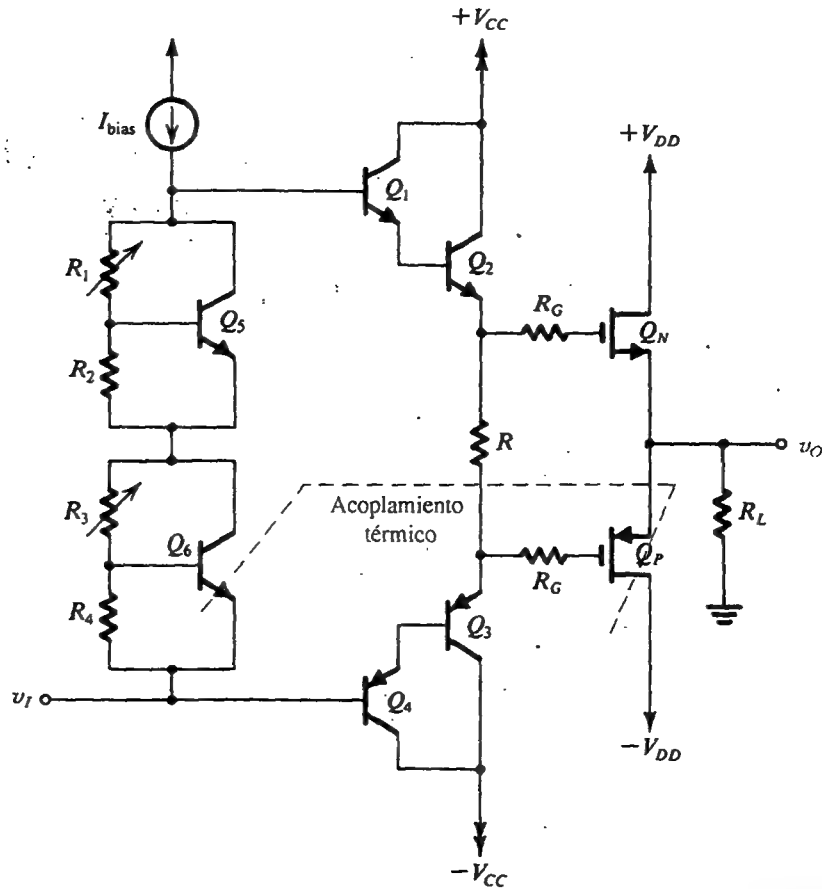 +V_CC
I_bias
+V_DD
Q_1
Q_2
R_1
Q_5
R_G
Q_N
R_2
R
v_O
R_3
Acoplamiento
térmico
R_L
Q_6
Q_P
R_G
R_4
Q_3
v_I
Q_4
-V_DD
-V_CC